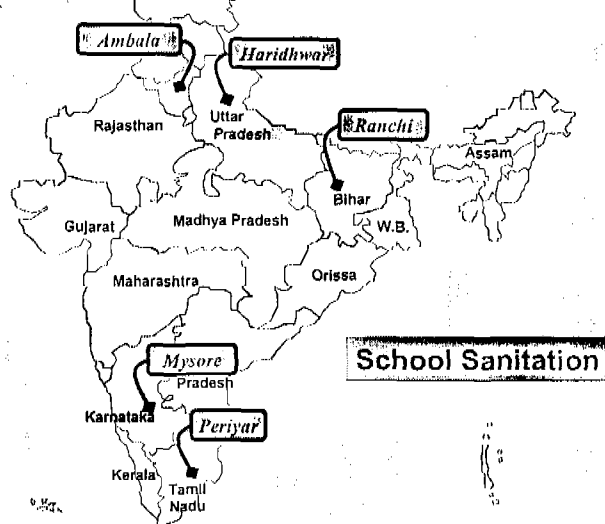 Ambala
Haridhwar
Rajasthan
Uttar
Pradesh
Ranchi
Assam
Bihar
Gujarat
Madhya Pradesh
W.B.
Maharashtra
Orissa
School Sanitation
Mysore
Pradesh
Karnataka
Periyar
Kerala
Tamil
Nadu